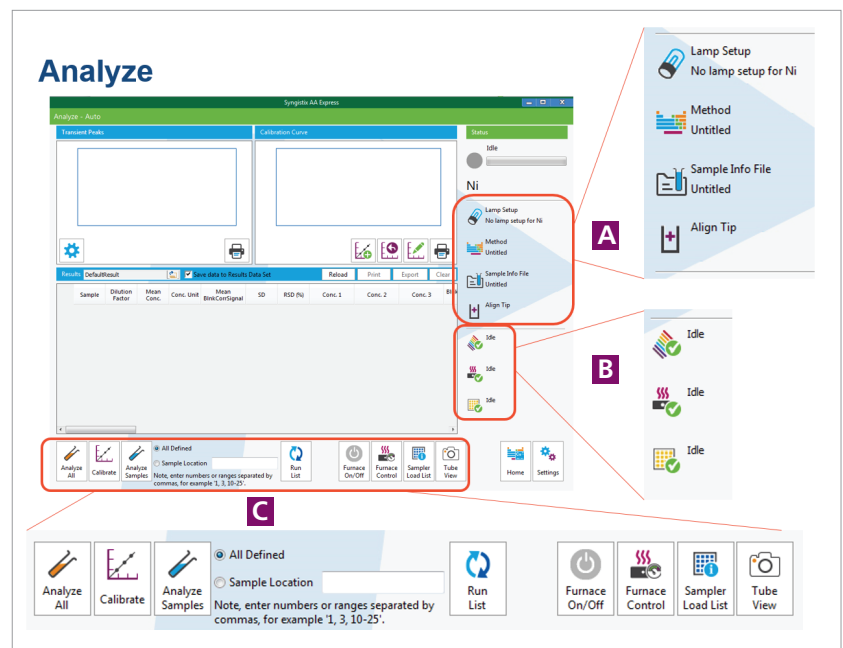 Analyze
Syngistix AA Express
Analyze - Auto
Transient Peaks
Calibration Curve
Status
Idle
Ni
Lamp Setup
No lamp setup for Ni
Method
Untitled
Sample Info File
Untitled
Align Tip
Results DefaultResult Save data to Results Data Set Reload Print Export Clear
Sample Dilution Factor Mean Conc. Conc. Unit Mean BlnkCorrSignal SD RSD (%) Conc. 1 Conc. 2 Conc. 3
Idle
Idle
Idle
Analyze All
Calibrate
Analyze Samples
All Defined
Sample Location
Note, enter numbers or ranges separated by
commas, for example '1, 3, 10-25'.
Run List
Furnace On/Off
Furnace Control
Sampler Load List
Tube View
Home
Settings
A
Lamp Setup
No lamp setup for Ni
Method
Untitled
Sample Info File
Untitled
Align Tip
B
Idle
Idle
Idle
C
Analyze
All
Calibrate
Analyze
Samples
All Defined
Sample Location
Note, enter numbers or ranges separated by
commas, for example '1, 3, 10-25'.
Run
List
Furnace
On/Off
Furnace
Control
Sampler
Load List
Tube
View